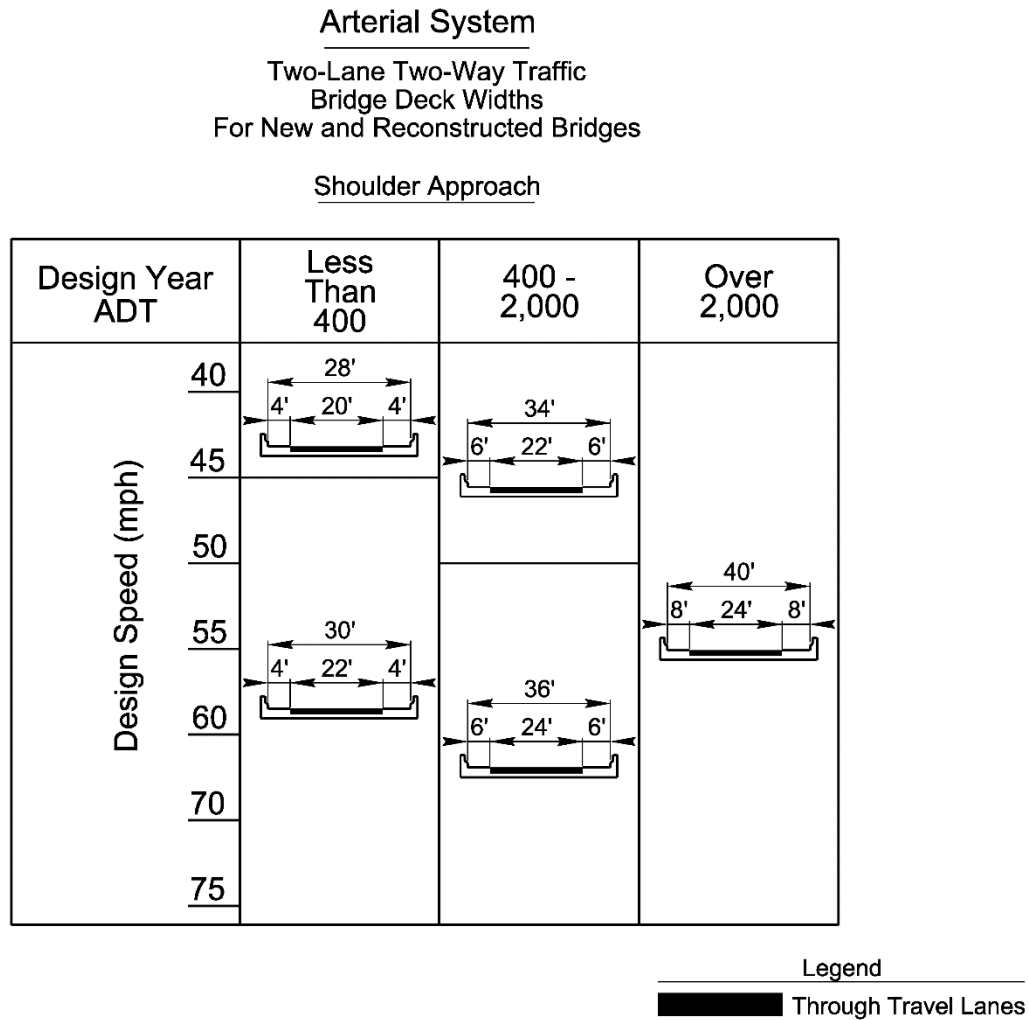 Arterial System
Two-Lane Two-Way Traffic
Bridge Deck Widths
For New and Reconstructed Bridges
Shoulder Approach
Design Year
ADT
Less
Than
400
400 -
2,000
Over
2,000
Design Speed (mph)
40
45
50
55
60
70
75
28'
4' 20' 4'
30'
4' 22' 4'
34'
6' 22' 6'
36'
6' 24' 6'
40'
8' 24' 8'
Legend
Through Travel Lanes